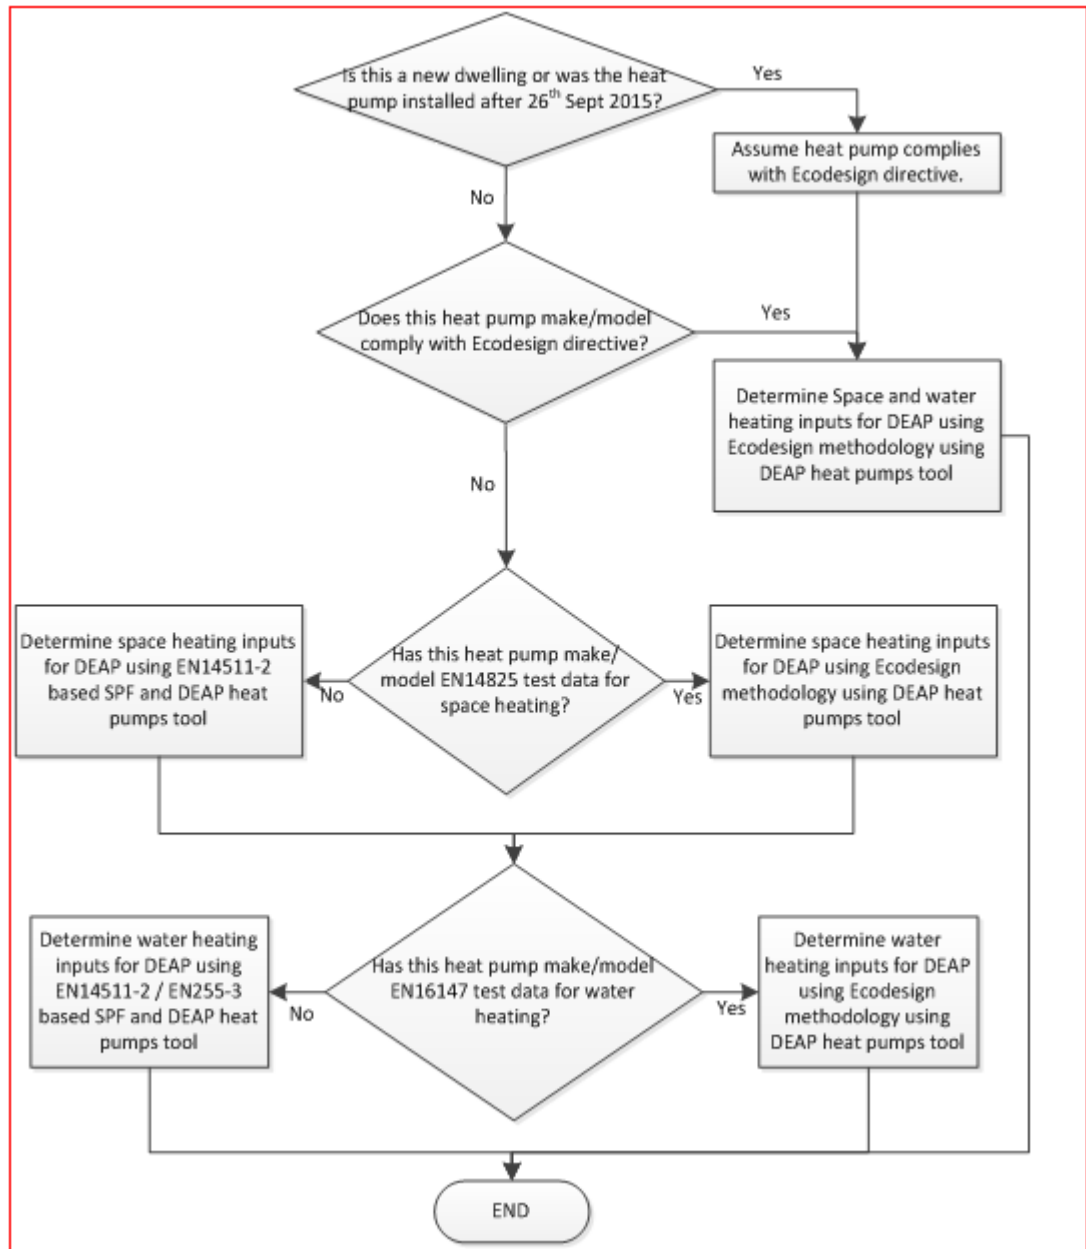 Is this a new dwelling or was the heat
pump installed after 26th Sept 2015?
Yes
Assume heat pump complies
with Ecodesign directive.
No
Does this heat pump make/model
comply with Ecodesign directive?
Yes
Determine Space and water
heating inputs for DEAP using
Ecodesign methodology using
DEAP heat pumps tool
No
Determine space heating inputs
for DEAP using EN14511-2
based SPF and DEAP heat
pumps tool
No
Has this heat pump make/
model EN14825 test data for
space heating?
Yes
Determine space heating inputs
for DEAP using Ecodesign
methodology using DEAP heat
pumps tool
Determine water heating
inputs for DEAP using
EN14511-2 / EN255-3
based SPF and DEAP heat
pumps tool
No
Has this heat pump make/model
EN16147 test data for water
heating?
Yes
Determine water
heating inputs for DEAP
using Ecodesign
methodology using
DEAP heat pumps tool
END